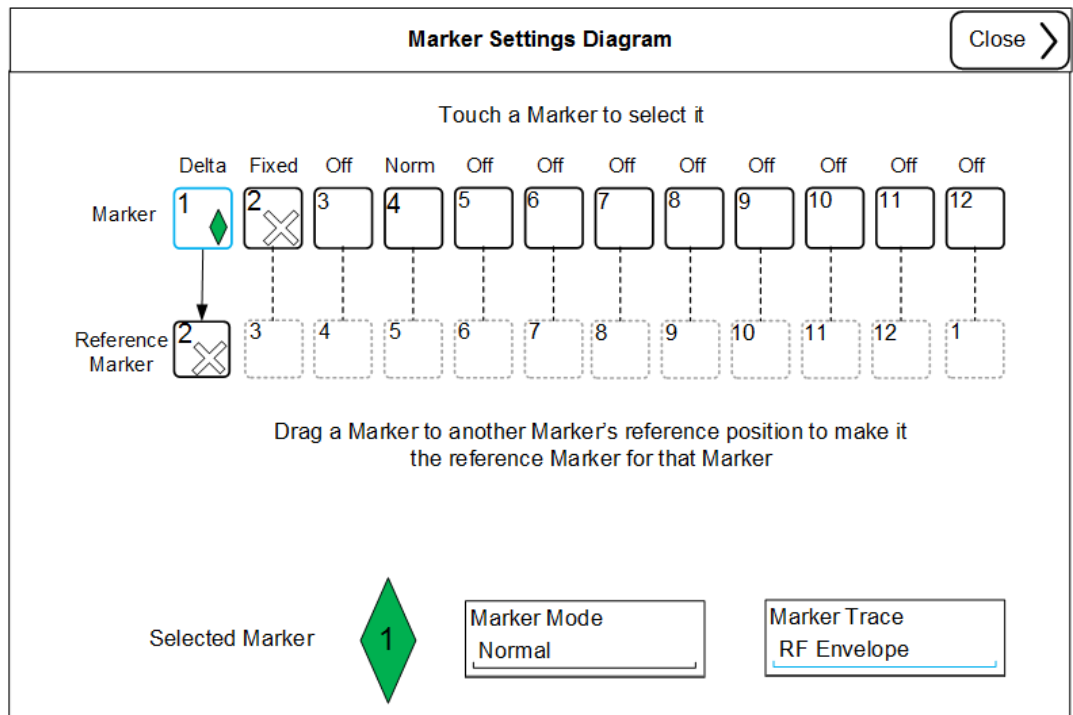 Marker Settings Diagram
Close
Touch a Marker to select it
Delta Fixed Off Norm Off Off Off Off Off Off Off Off
Marker 1 2 3 4 5 6 7 8 9 10 11 12
Reference
Marker
2 3 4 5 6 7 8 9 10 11 12 1
Drag a Marker to another Marker's reference position to make it
the reference Marker for that Marker
Selected Marker
1
Marker Mode
Normal
Marker Trace
RF Envelope